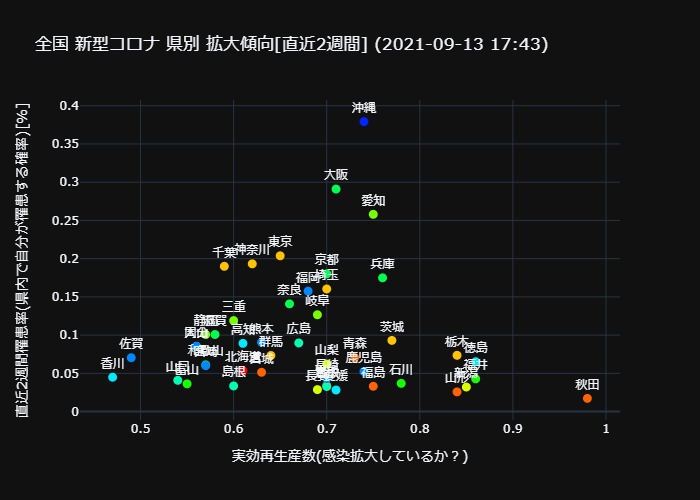 全国 新型コロナ 県別 拡大傾向[直近2週間] (2021-09-13 17:43)
直近2週間罹患率(県内で自分が罹患する確率)[%]
0.4
0.35
0.3
0.25
0.2
0.15
0.1
0.05
0
沖縄
大阪
愛知
東京
神奈川
千葉
京都
兵庫
埼玉
福岡
奈良
岐阜
三重
静岡
滋賀
高知
熊本
広島
茨城
群馬
佐賀
山梨
青森
栃木
徳島
北海道
宮城
鹿児島
香川
山口
富山
島根
福島
石川
福井
新潟
山形
秋田
0.5
0.6
0.7
0.8
0.9
1
実効再生産数(感染拡大しているか？)